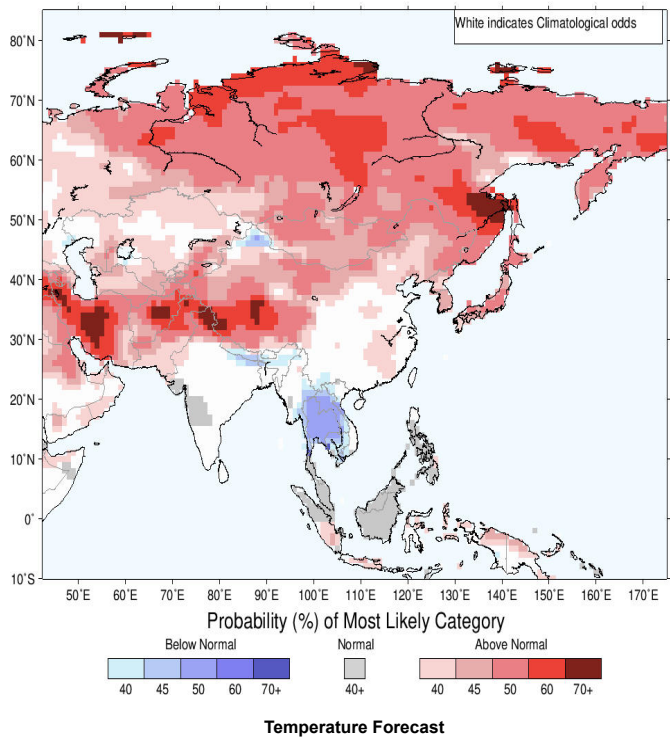 White indicates Climatological odds
80˚N
70˚N
60˚N
50˚N
40˚N
30˚N
20˚N
10˚N
0˚
10˚S
50˚E 60˚E 70˚E 80˚E 90˚E 100˚E 110˚E 120˚E 130˚E 140˚E 150˚E 160˚E 170˚E
Probability (%) of Most Likely Category
Below Normal Normal Above Normal
40 45 50 60 70+ 40+ 40 45 50 60 70+
Temperature Forecast